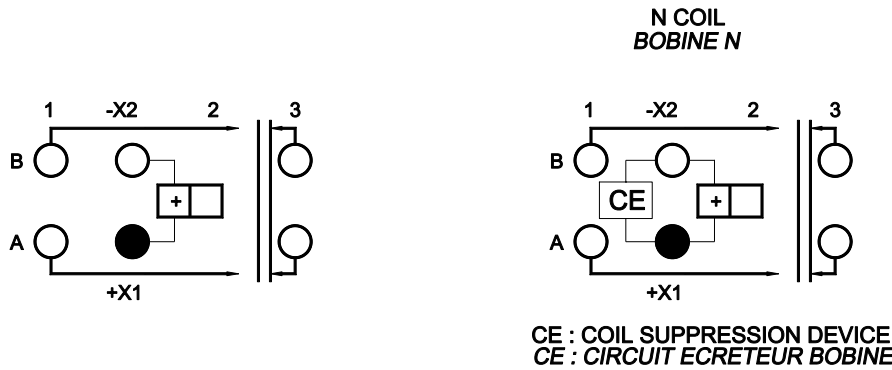 N COIL
BOBINE N
1 -X2 2 3
B
+
A
+X1
1 -X2 2 3
B
CE +
A
+X1
CE : COIL SUPPRESSION DEVICE
CE : CIRCUIT ECRETEUR BOBINE